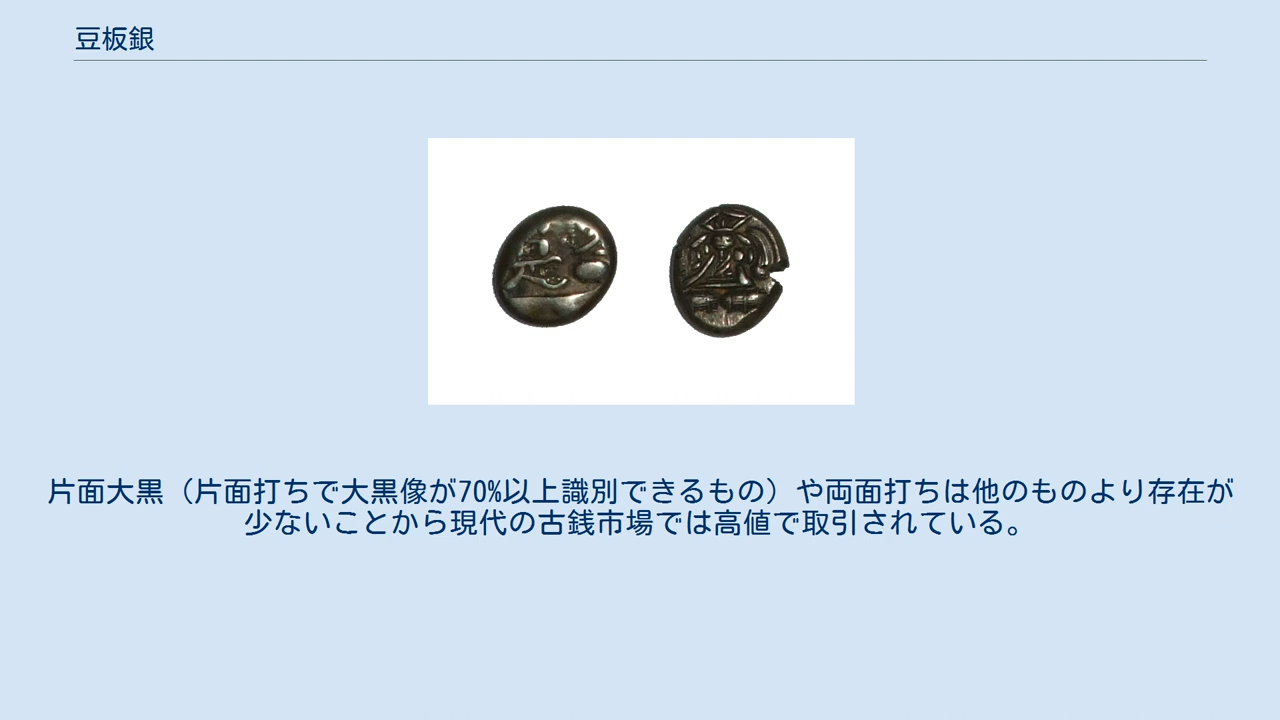 豆板銀
片面大黒（片面打ちで大黒像が70%以上識別できるもの）や両面打ちは他のものより存在が
少ないことから現代の古銭市場では高値で取引されている。